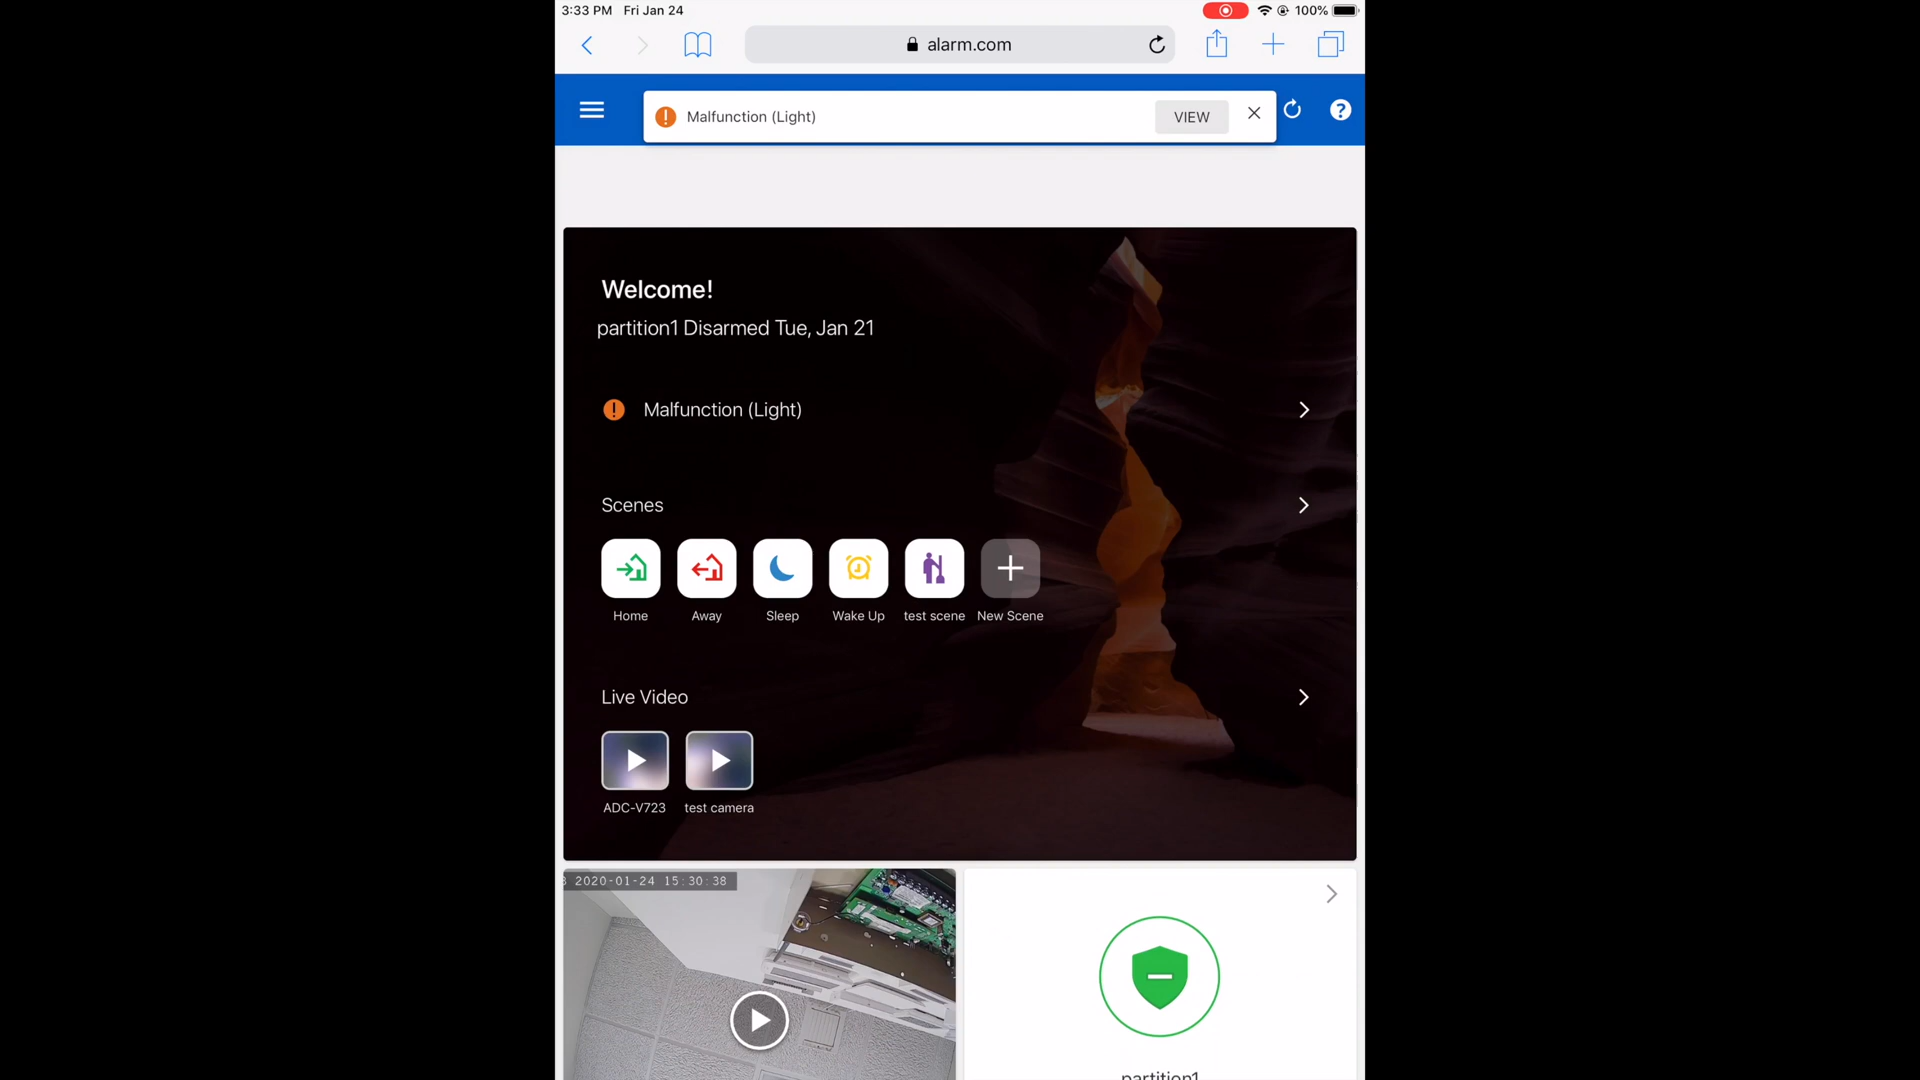 3:33 PM Fri Jan 24
100%
alarm.com
Malfunction (Light)
VIEW
Welcome!
partition1 Disarmed Tue, Jan 21
Malfunction (Light)
Scenes
Home
Away
Sleep
Wake Up
test scene
New Scene
Live Video
ADC-V723
test camera
2020-01-24 15:30:38
partition1